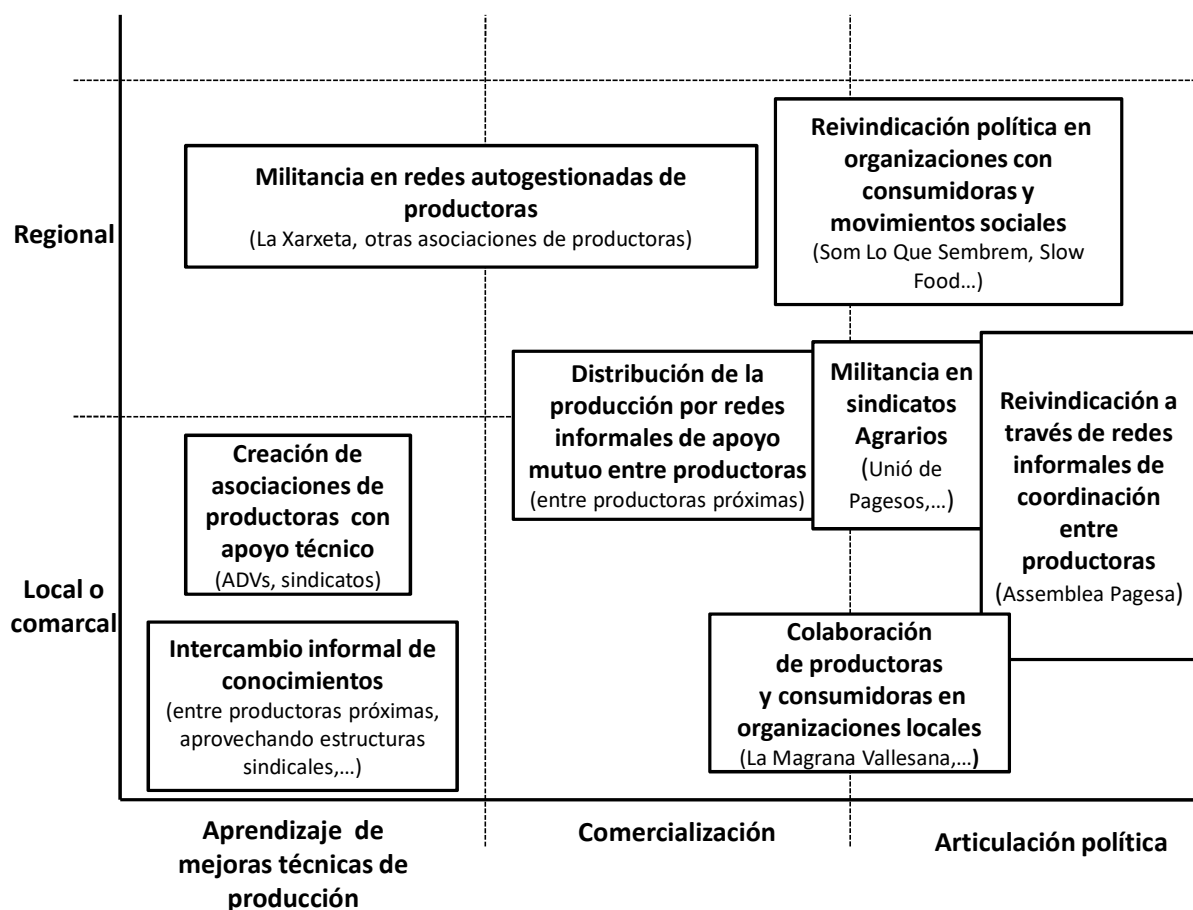 Regional
Militancia en redes autogestionadas de
productoras
(La Xarxeta, otras asociaciones de productoras)
Reivindicación política en
organizaciones con
consumidoras y
movimientos sociales
(Som Lo Que Sembrem, Slow
Food…)
Distribución de la
producción por redes
informales de apoyo
mutuo entre productoras
(entre productoras próximas)
Militancia en
sindicatos
Agrarios
(Unió de
Pagesos,…)
Reivindicación a
través de redes
informales de
coordinación
entre
productoras
(Assemblea Pagesa)
Local o
comarcal
Creación de
asociaciones de
productoras con
apoyo técnico
(ADVs, sindicatos)
Intercambio informal de
conocimientos
(entre productoras próximas,
aprovechando estructuras
sindicales,…)
Colaboración
de productoras
y consumidoras en
organizaciones locales
(La Magrana Vallesana,…)
Aprendizaje de
mejoras técnicas de
producción
Comercialización
Articulación política